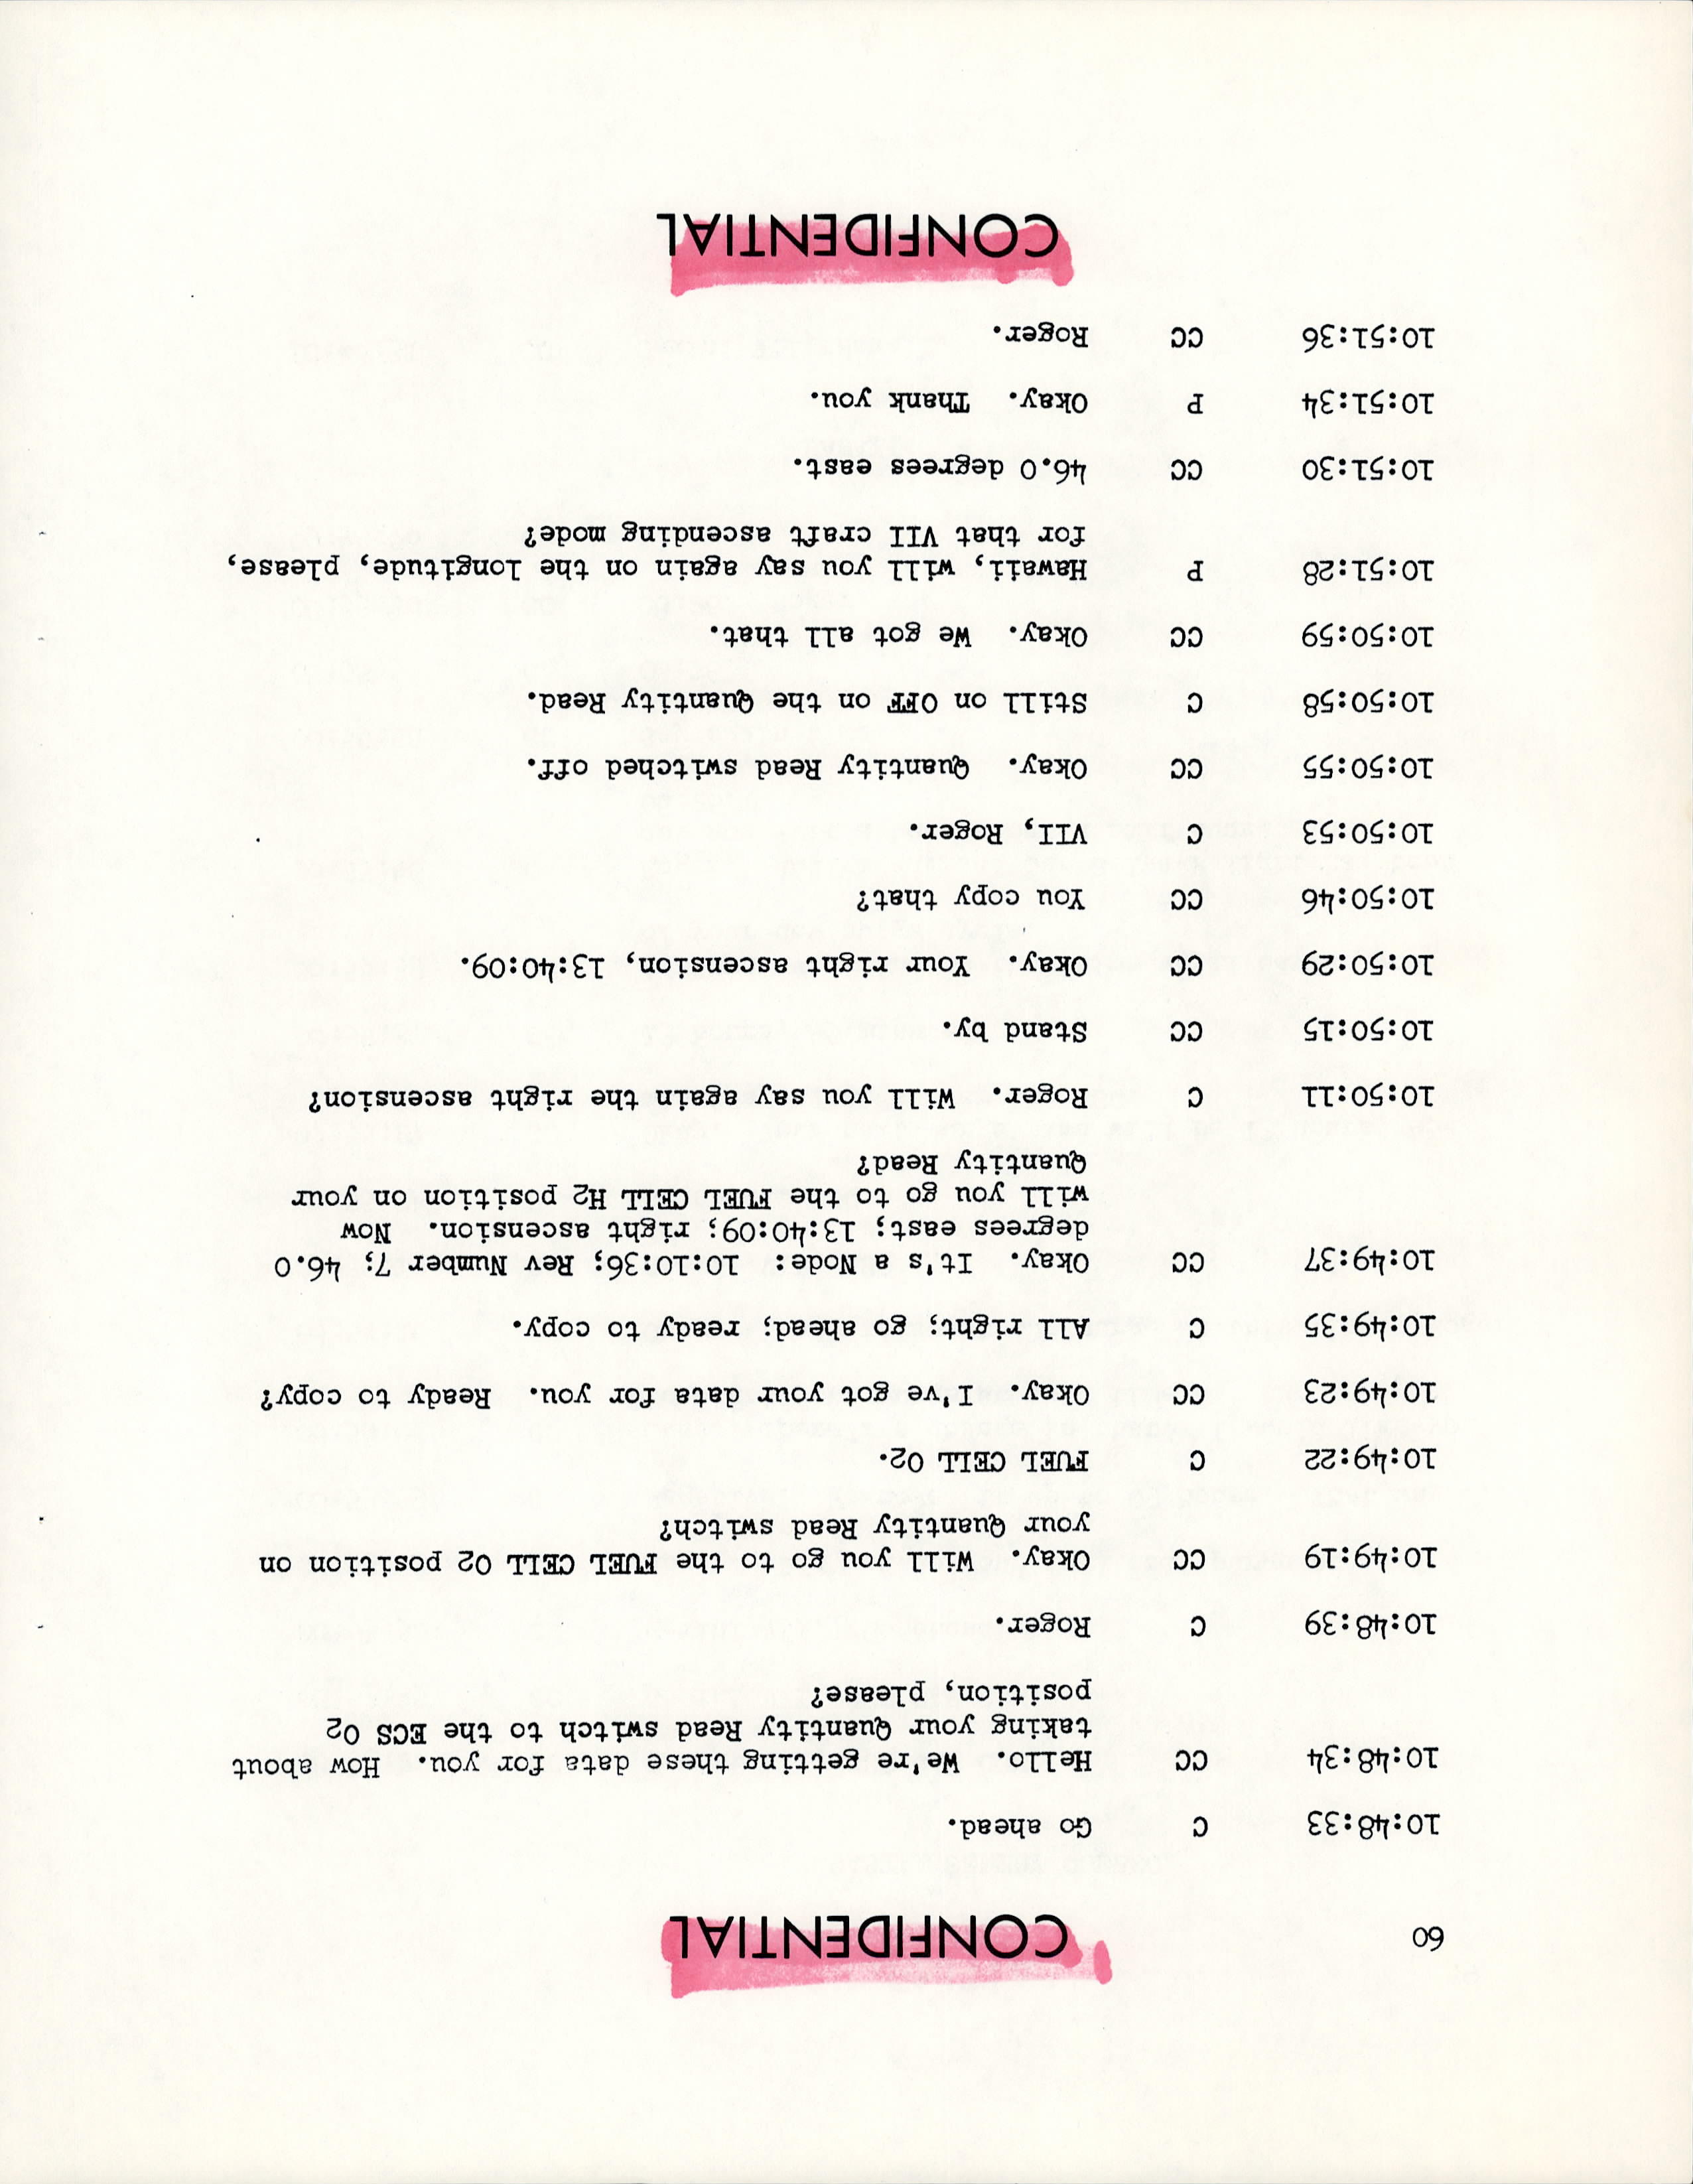 60
CONFIDENTIAL
10:48:33 C Go ahead.
10:48:34 CC Hello. We're getting these data for you. How about
taking your Quantity Read switch to the ECS O2
position, please?
10:48:39 C Roger.
10:49:19 CC Okay. Will you go to the FUEL CELL O2 position on
your Quantity Read switch?
10:49:22 C FUEL CELL O2.
10:49:23 CC Okay. I've got your data for you. Ready to copy?
10:49:35 C All right; go ahead; ready to copy.
10:49:37 CC Okay. It's a Node: 10:10:36; Rev Number 7; 46.0
degrees east; 13:40:09; right ascension. Now
will you go to the FUEL CELL H2 position on your
Quantity Read?
10:50:11 C Roger. Will you say again the right ascension?
10:50:15 CC Stand by.
10:50:29 CC Okay. Your right ascension, 13:40:09.
10:50:46 CC You copy that?
10:50:53 C VII, Roger.
10:50:55 CC Okay. Quantity Read switched off.
10:50:58 C Still on OFF on the Quantity Read.
10:50:59 CC Okay. We got all that.
10:51:28 P Hawaii, will you say again on the longitude, please,
for that VII craft ascending mode?
10:51:30 CC 46.0 degrees east.
10:51:34 P Okay. Thank you.
10:51:36 CC Roger.
CONFIDENTIAL